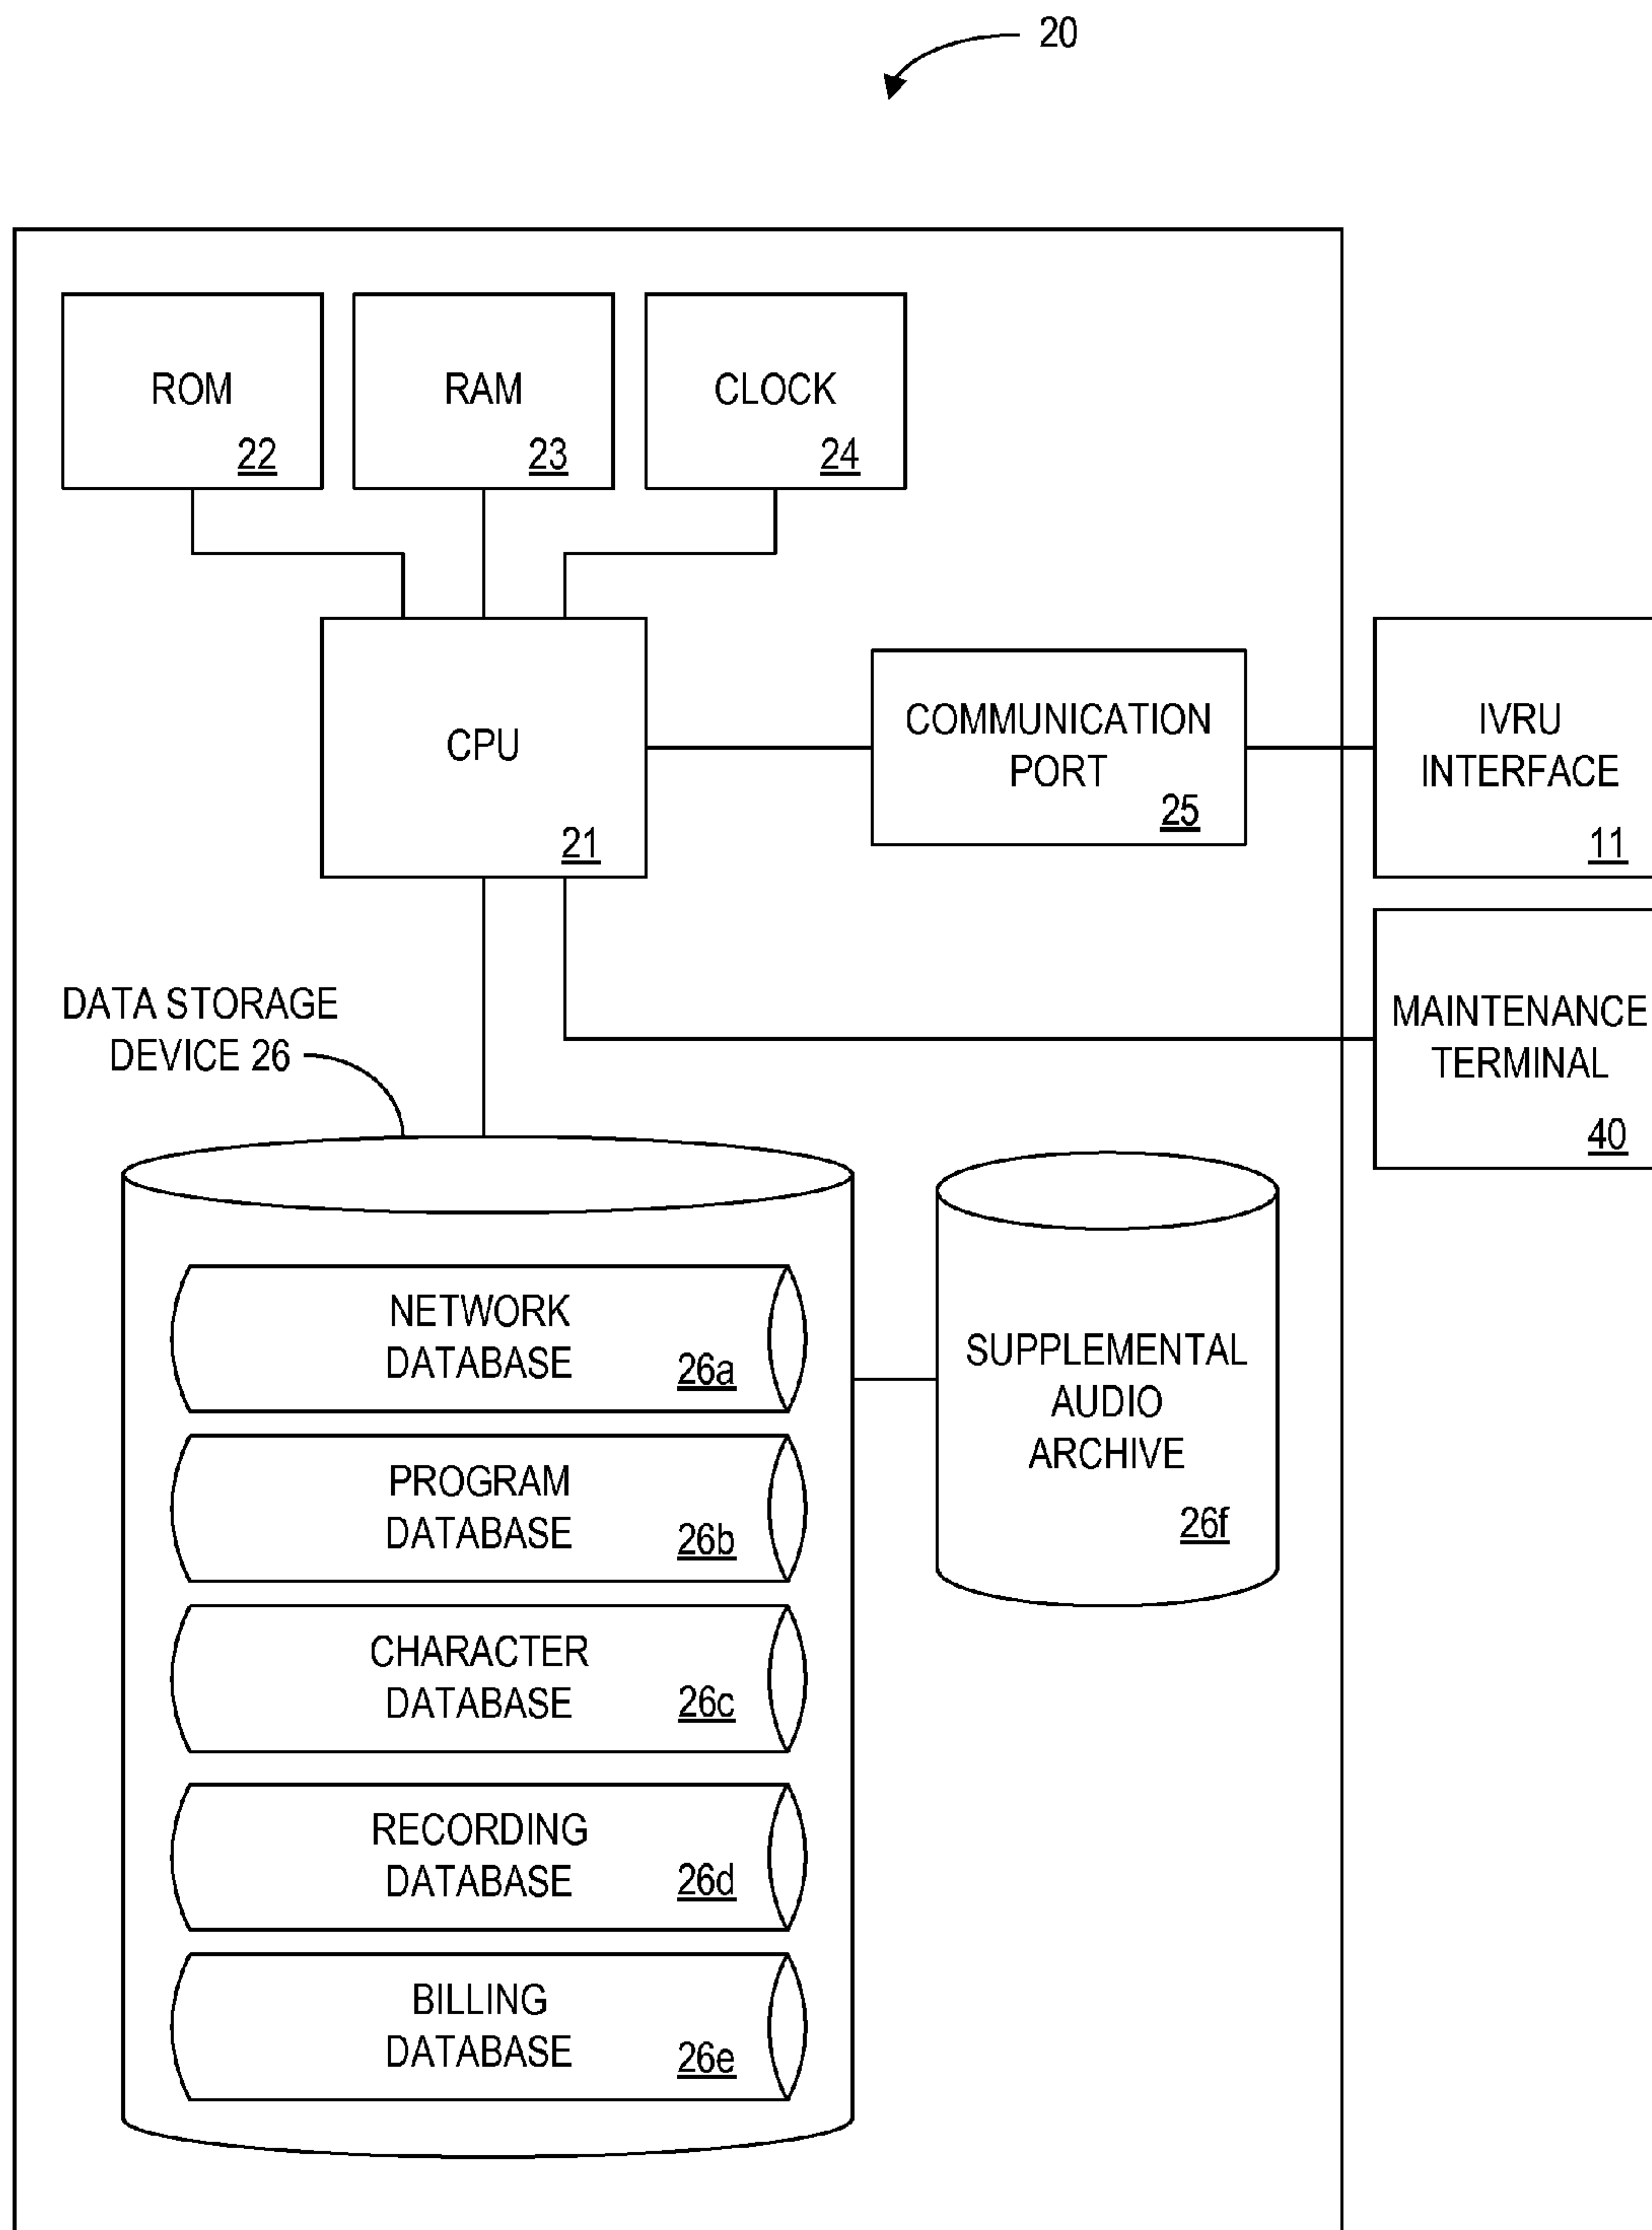 20
ROM
22
RAM
23
CLOCK
24
CPU
21
COMMUNICATION
PORT
25
IVRU
INTERFACE
11
MAINTENANCE
TERMINAL
40
DATA STORAGE
DEVICE 26
NETWORK
DATABASE
26a
PROGRAM
DATABASE
26b
CHARACTER
DATABASE
26c
RECORDING
DATABASE
26d
BILLING
DATABASE
26e
SUPPLEMENTAL
AUDIO
ARCHIVE
26f